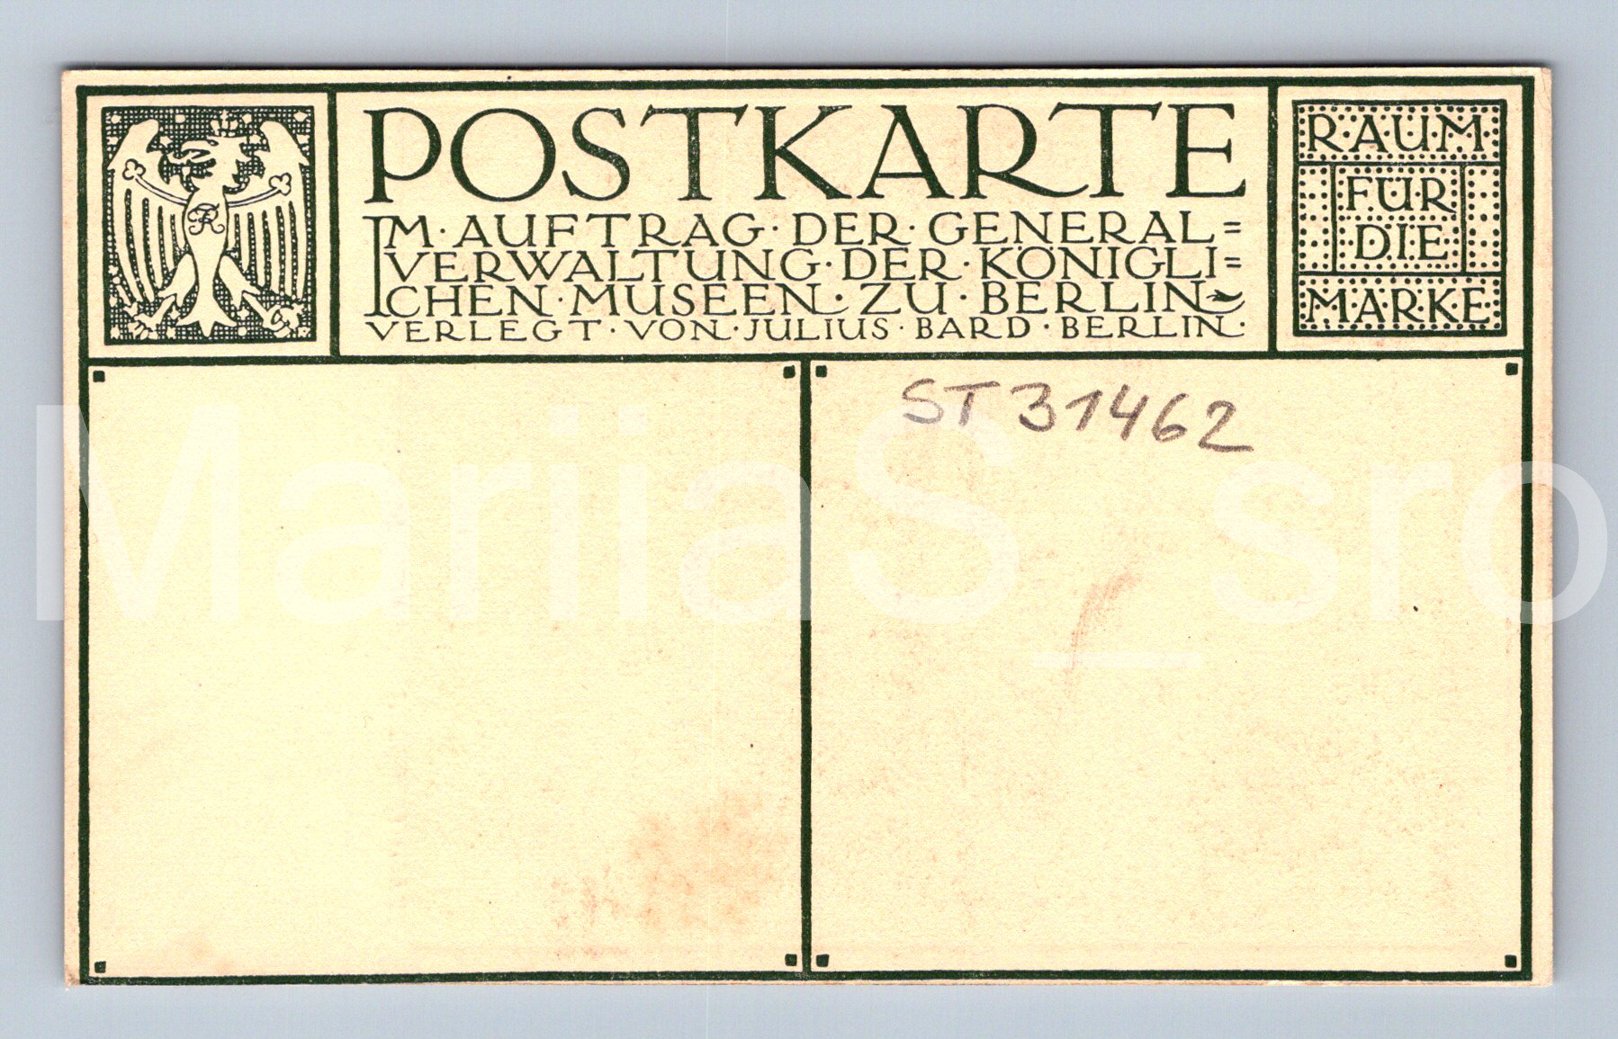 POSTKARTE
IM·AUFTRAG·DER·GENERAL=
VERWALTUNG·DER·KÖNIGLI=
CHEN·MUSEEN·ZU·BERLIN
VERLEGT·VON·JULIUS·BARD·BERLIN·
RAUM
FÜR
DIE
MARKE
ST 31462
MariiaS_sro